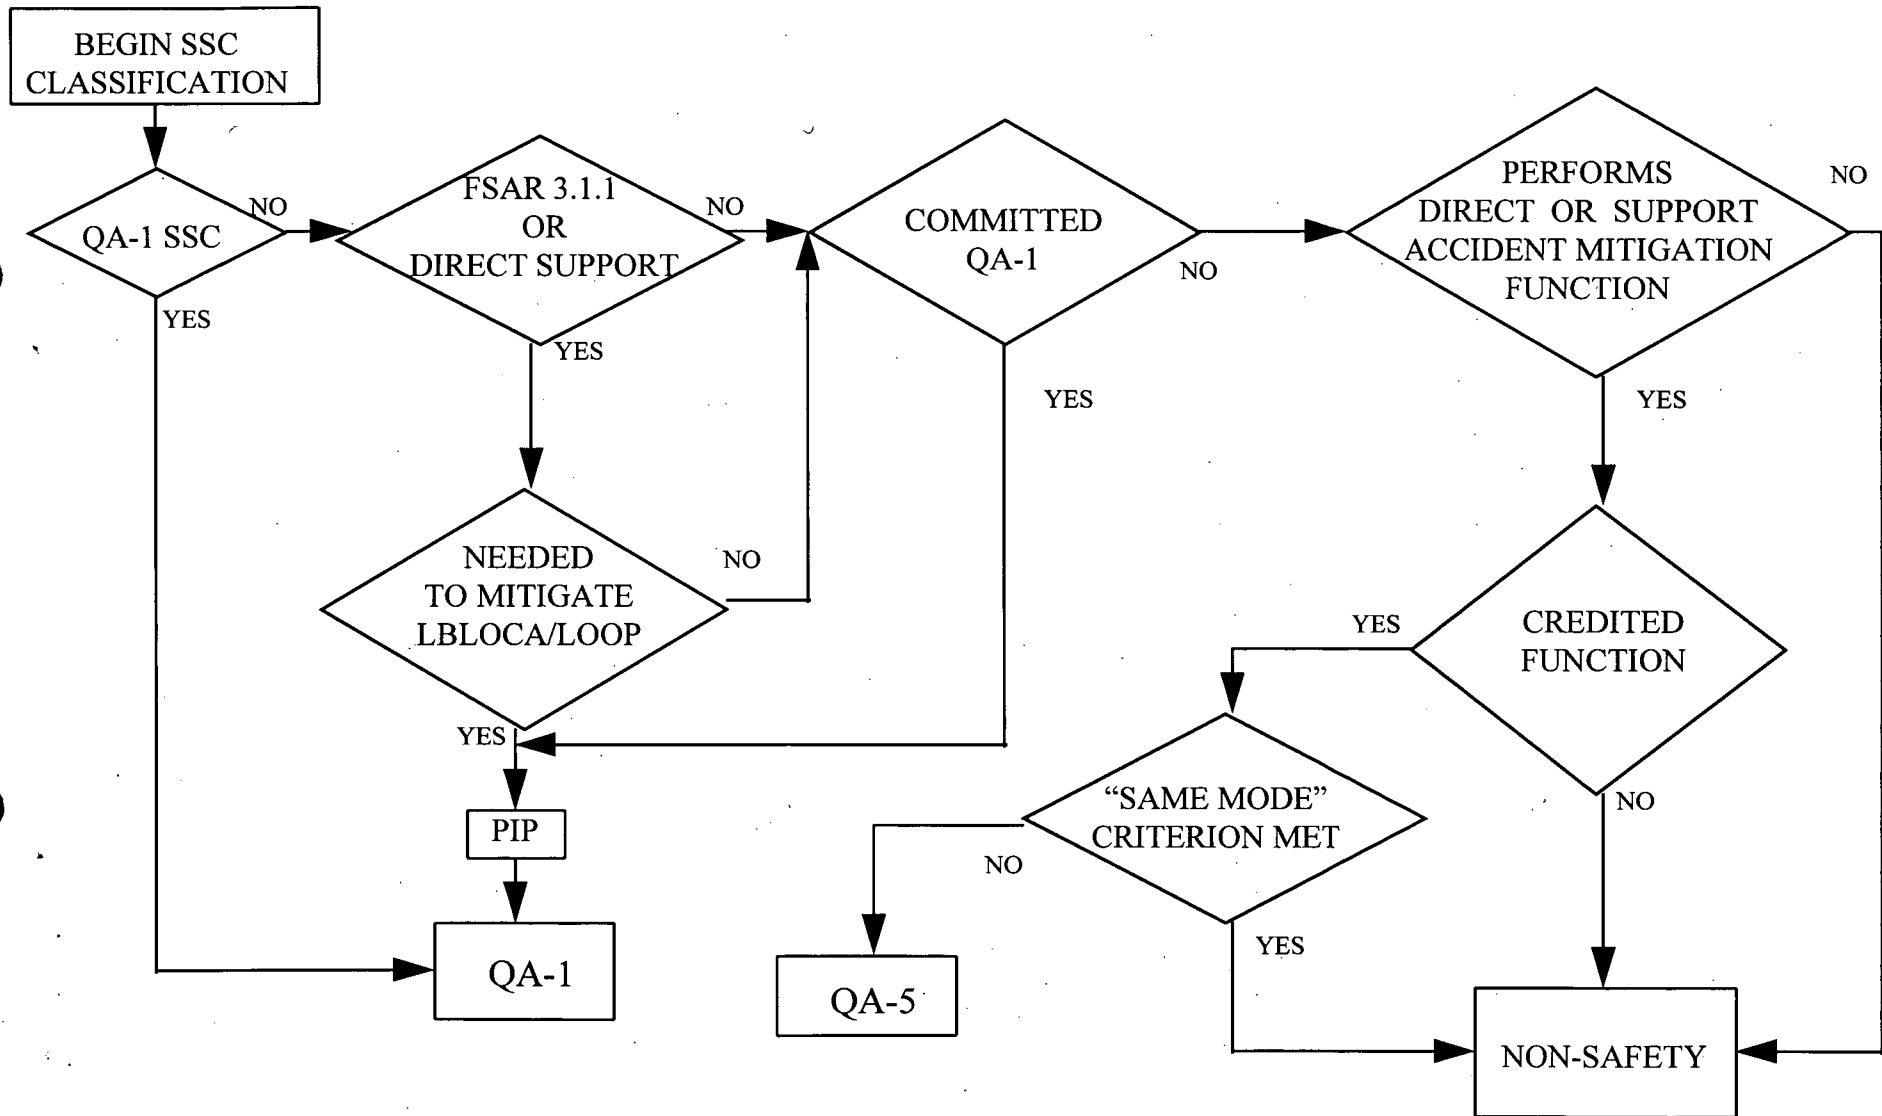 BEGIN SSC
CLASSIFICATION
QA-1 SSC
NO
YES
FSAR 3.1.1
OR
DIRECT SUPPORT
NO
YES
COMMITTED
QA-1
NO
YES
PERFORMS
DIRECT OR SUPPORT
ACCIDENT MITIGATION
FUNCTION
NO
YES
NEEDED
TO MITIGATE
LBLOCA/LOOP
NO
YES
CREDITED
FUNCTION
YES
NO
“SAME MODE”
CRITERION MET
NO
YES
PIP
QA-1
QA-5
NON-SAFETY